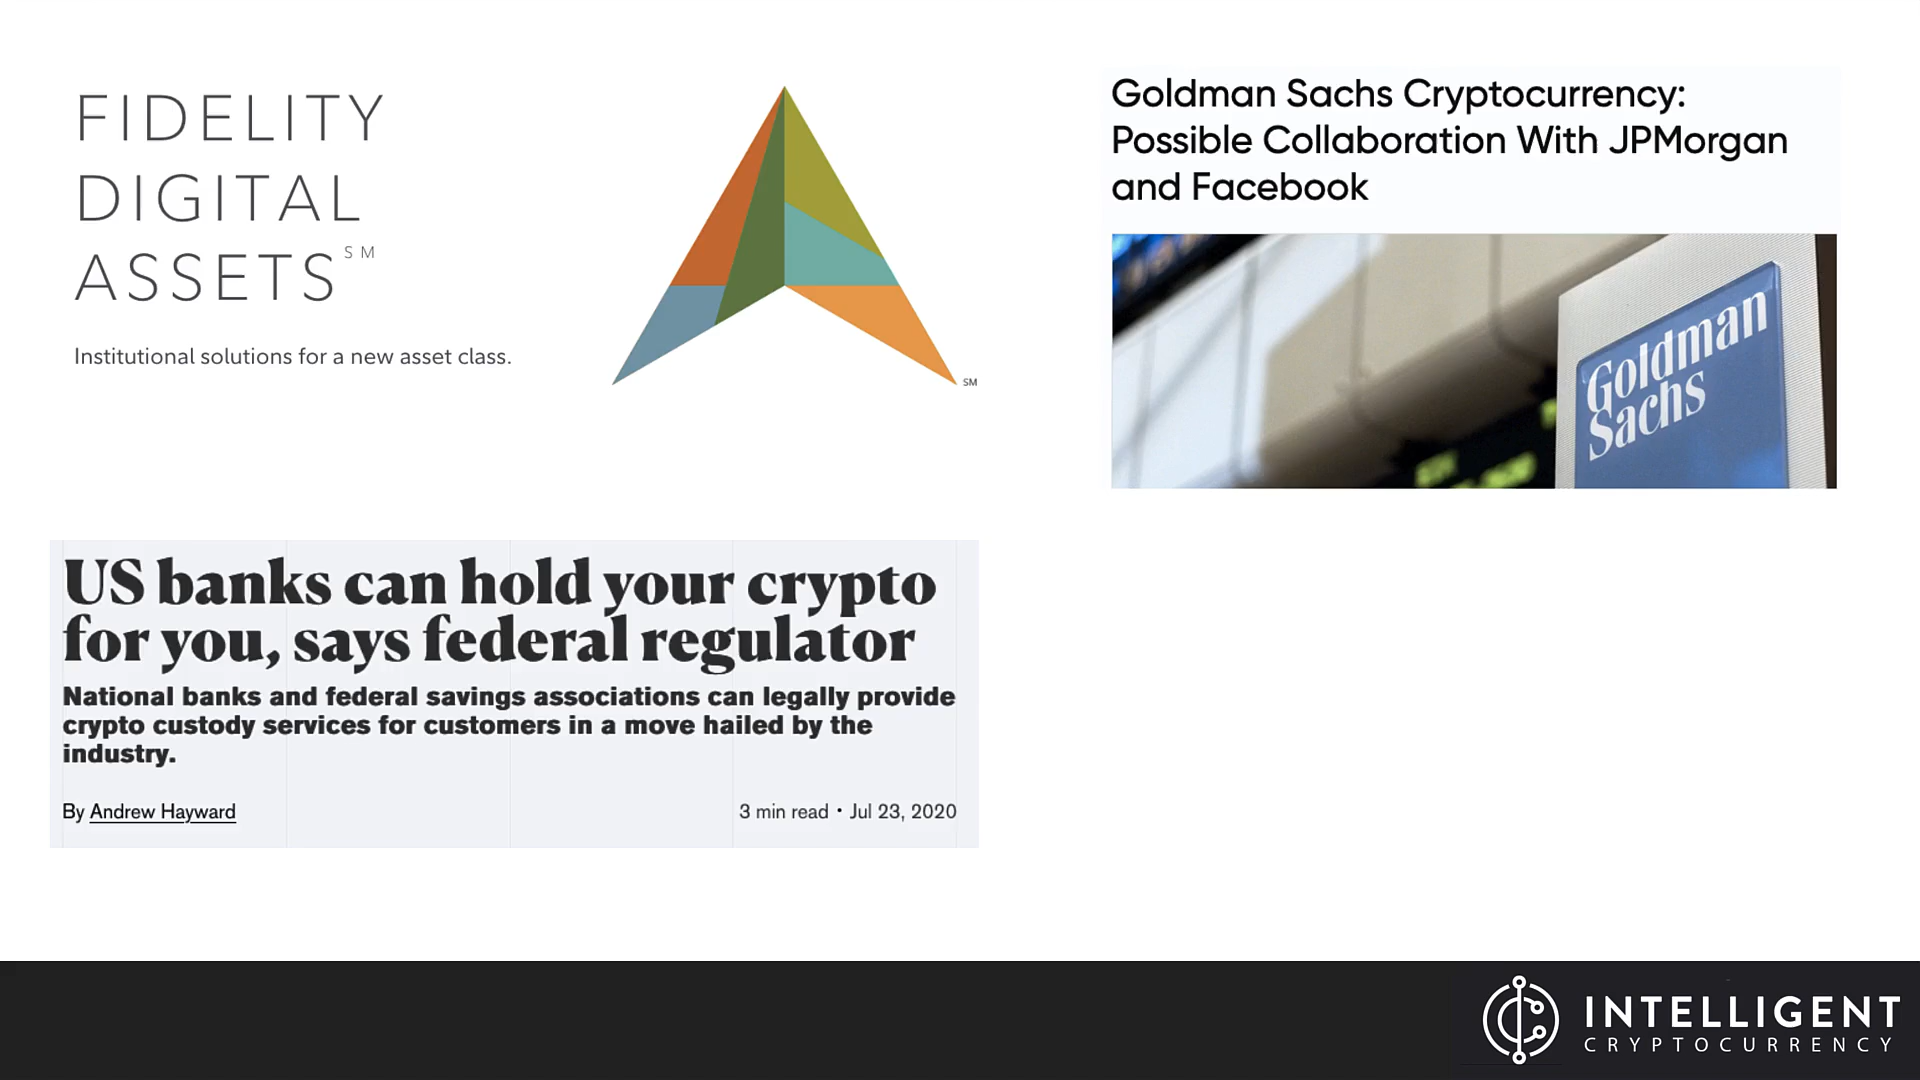 FIDELITY
DIGITAL
ASSETS SM
Institutional solutions for a new asset class.
SM
Goldman Sachs Cryptocurrency:
Possible Collaboration With JPMorgan
and Facebook
Goldman
Sachs
US banks can hold your crypto
for you, says federal regulator
National banks and federal savings associations can legally provide
crypto custody services for customers in a move hailed by the
industry.
By Andrew Hayward
3 min read • Jul 23, 2020
INTELLIGENT
CRYPTOCURRENCY